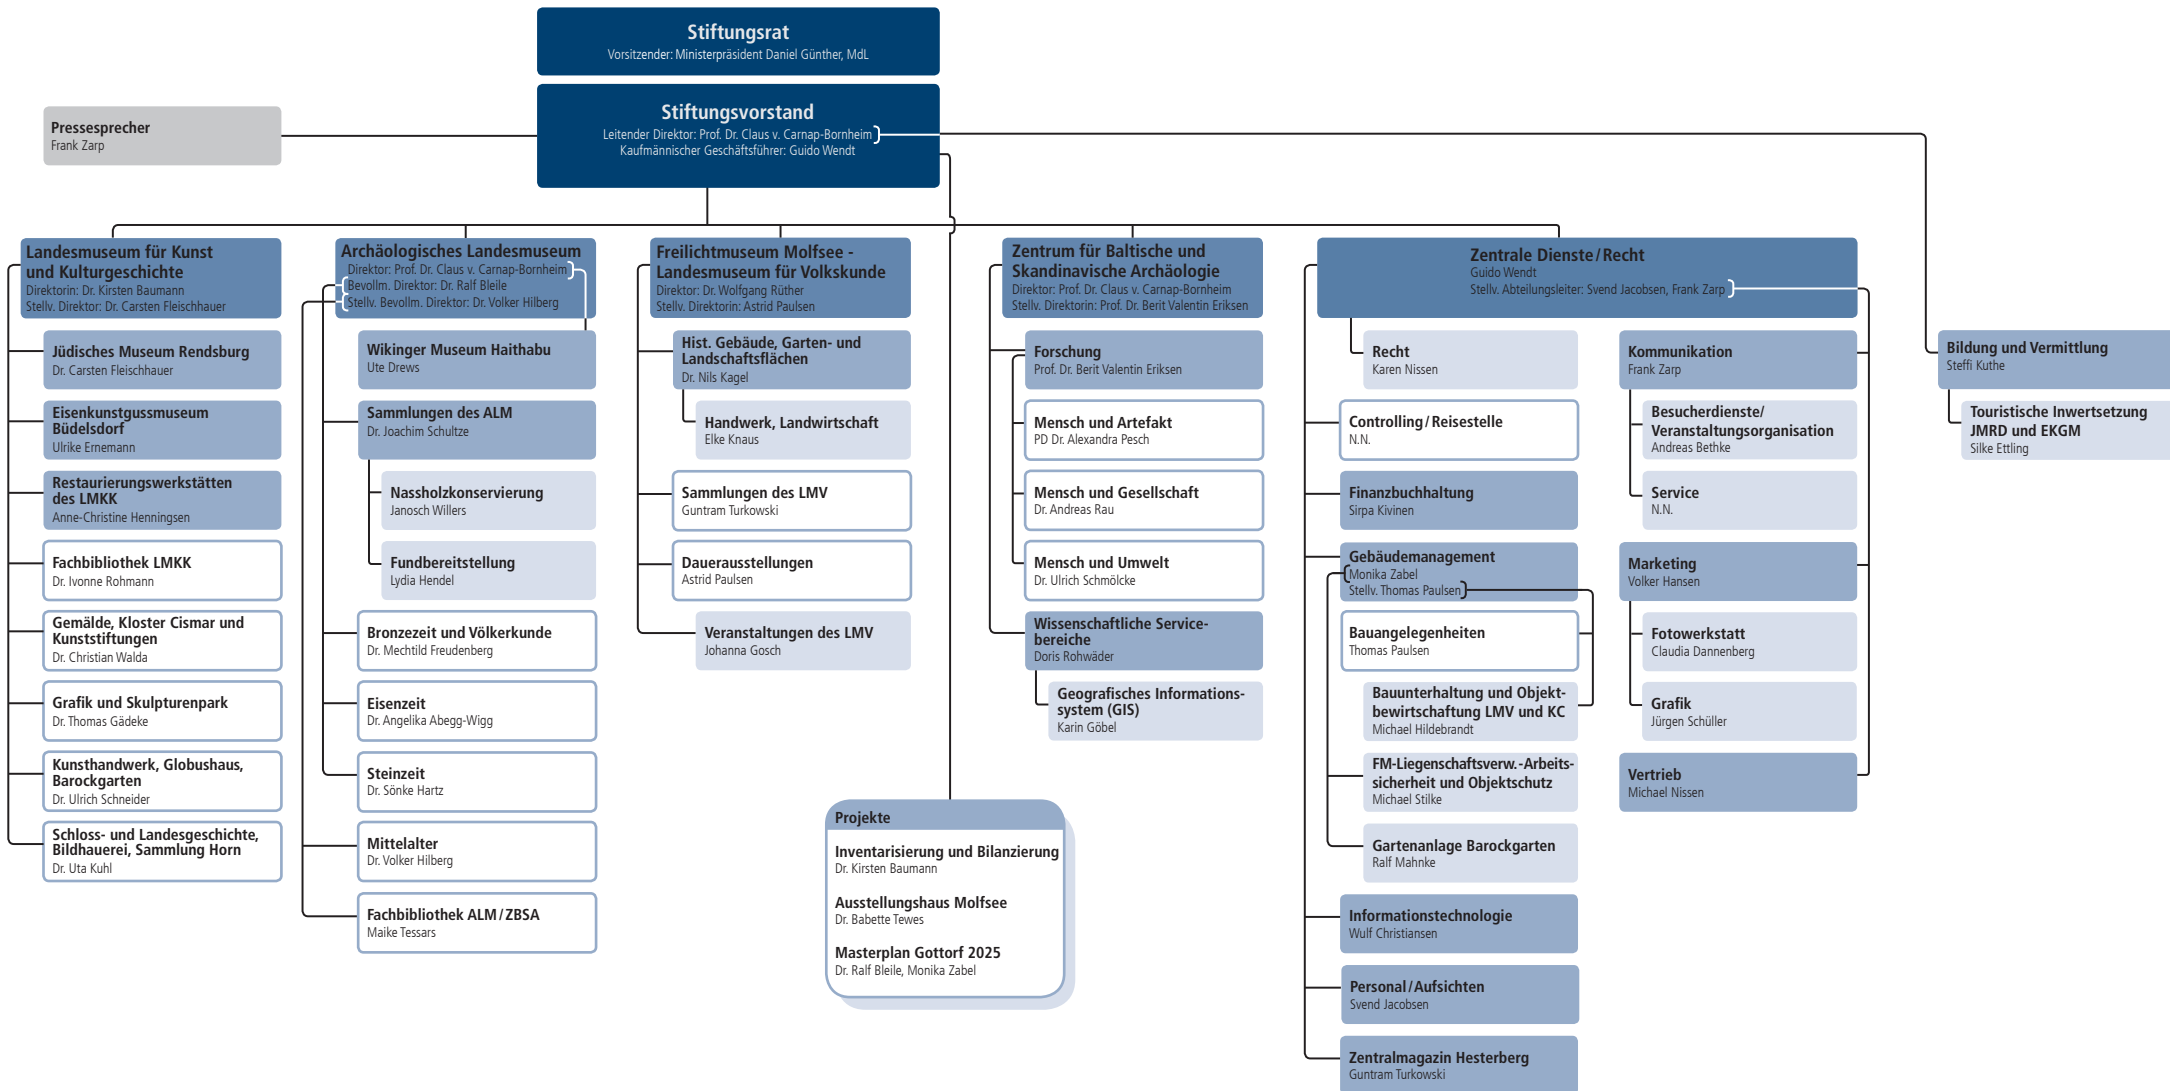 Stiftungsrat
Vorsitzender: Ministerpräsident Daniel Günther, MdL
Stiftungsvorstand
Leitender Direktor: Prof. Dr. Claus v. Carnap-Bornheim
Kaufmännischer Geschäftsführer: Guido Wendt
Pressesprecher
Frank Zarp
Landesmuseum für Kunst
und Kulturgeschichte
Direktorin: Dr. Kirsten Baumann
Stellv. Direktor: Dr. Carsten Fleischhauer
Jüdisches Museum Rendsburg
Dr. Carsten Fleischhauer
Eisenkunstgussmuseum
Büdelsdorf
Ulrike Ernemann
Restaurierungswerkstätten
des LMKK
Anne-Christine Henningsen
Fachbibliothek LMKK
Dr. Ivonne Rohmann
Gemälde, Kloster Cismar und
Kunststiftungen
Dr. Christian Walda
Grafik und Skulpturenpark
Dr. Thomas Gädeke
Kunsthandwerk, Globushaus,
Barockgarten
Dr. Ulrich Schneider
Schloss- und Landesgeschichte,
Bildhauerei, Sammlung Horn
Dr. Uta Kuhl
Archäologisches Landesmuseum
Direktor: Prof. Dr. Claus v. Carnap-Bornheim
Bevollm. Direktor: Dr. Ralf Bleile
Stellv. Bevollm. Direktor: Dr. Volker Hilberg
Wikinger Museum Haithabu
Ute Drews
Sammlungen des ALM
Dr. Joachim Schultze
Nassholzkonservierung
Janosch Willers
Fundbereitstellung
Lydia Hendel
Bronzezeit und Völkerkunde
Dr. Mechtild Freudenberg
Eisenzeit
Dr. Angelika Abegg-Wigg
Steinzeit
Dr. Sönke Hartz
Mittelalter
Dr. Volker Hilberg
Fachbibliothek ALM / ZBSA
Maike Tessars
Freilichtmuseum Molfsee -
Landesmuseum für Volkskunde
Direktor: Dr. Wolfgang Rüther
Stellv. Direktorin: Astrid Paulsen
Hist. Gebäude, Garten- und
Landschaftsflächen
Dr. Nils Kagel
Handwerk, Landwirtschaft
Elke Knaus
Sammlungen des LMV
Guntram Turkowski
Dauerausstellungen
Astrid Paulsen
Veranstaltungen des LMV
Johanna Gosch
Projekte
Inventarisierung und Bilanzierung
Dr. Kirsten Baumann
Ausstellungshaus Molfsee
Dr. Babette Tewes
Masterplan Gottorf 2025
Dr. Ralf Bleile, Monika Zabel
Zentrum für Baltische und
Skandinavische Archäologie
Direktor: Prof. Dr. Claus v. Carnap-Bornheim
Stellv. Direktorin: Prof. Dr. Berit Valentin Eriksen
Forschung
Prof. Dr. Berit Valentin Eriksen
Mensch und Artefakt
PD Dr. Alexandra Pesch
Mensch und Gesellschaft
Dr. Andreas Rau
Mensch und Umwelt
Dr. Ulrich Schmölcke
Wissenschaftliche Service-
bereiche
Doris Rohwäder
Geografisches Informations-
system (GIS)
Karin Göbel
Zentrale Dienste / Recht
Guido Wendt
Stellv. Abteilungsleiter: Svend Jacobsen, Frank Zarp
Recht
Karen Nissen
Controlling / Reisestelle
N.N.
Finanzbuchhaltung
Sirpa Kivinen
Gebäudemanagement
Monika Zabel
Stellv. Thomas Paulsen
Bauangelegenheiten
Thomas Paulsen
Bauunterhaltung und Objekt-
bewirtschaftung LMV und KC
Michael Hildebrandt
FM-Liegenschaftsverw.-Arbeits-
sicherheit und Objektschutz
Michael Stilke
Gartenanlage Barockgarten
Ralf Mahnke
Informationstechnologie
Wulf Christiansen
Personal / Aufsichten
Svend Jacobsen
Zentralmagazin Hesterberg
Guntram Turkowski
Kommunikation
Frank Zarp
Besucherdienste/
Veranstaltungsorganisation
Andreas Bethke
Service
N.N.
Marketing
Volker Hansen
Fotowerkstatt
Claudia Dannenberg
Grafik
Jürgen Schüller
Vertrieb
Michael Nissen
Bildung und Vermittlung
Steffi Kuthe
Touristische Inwertsetzung
JMRD und EKGM
Silke Ettling